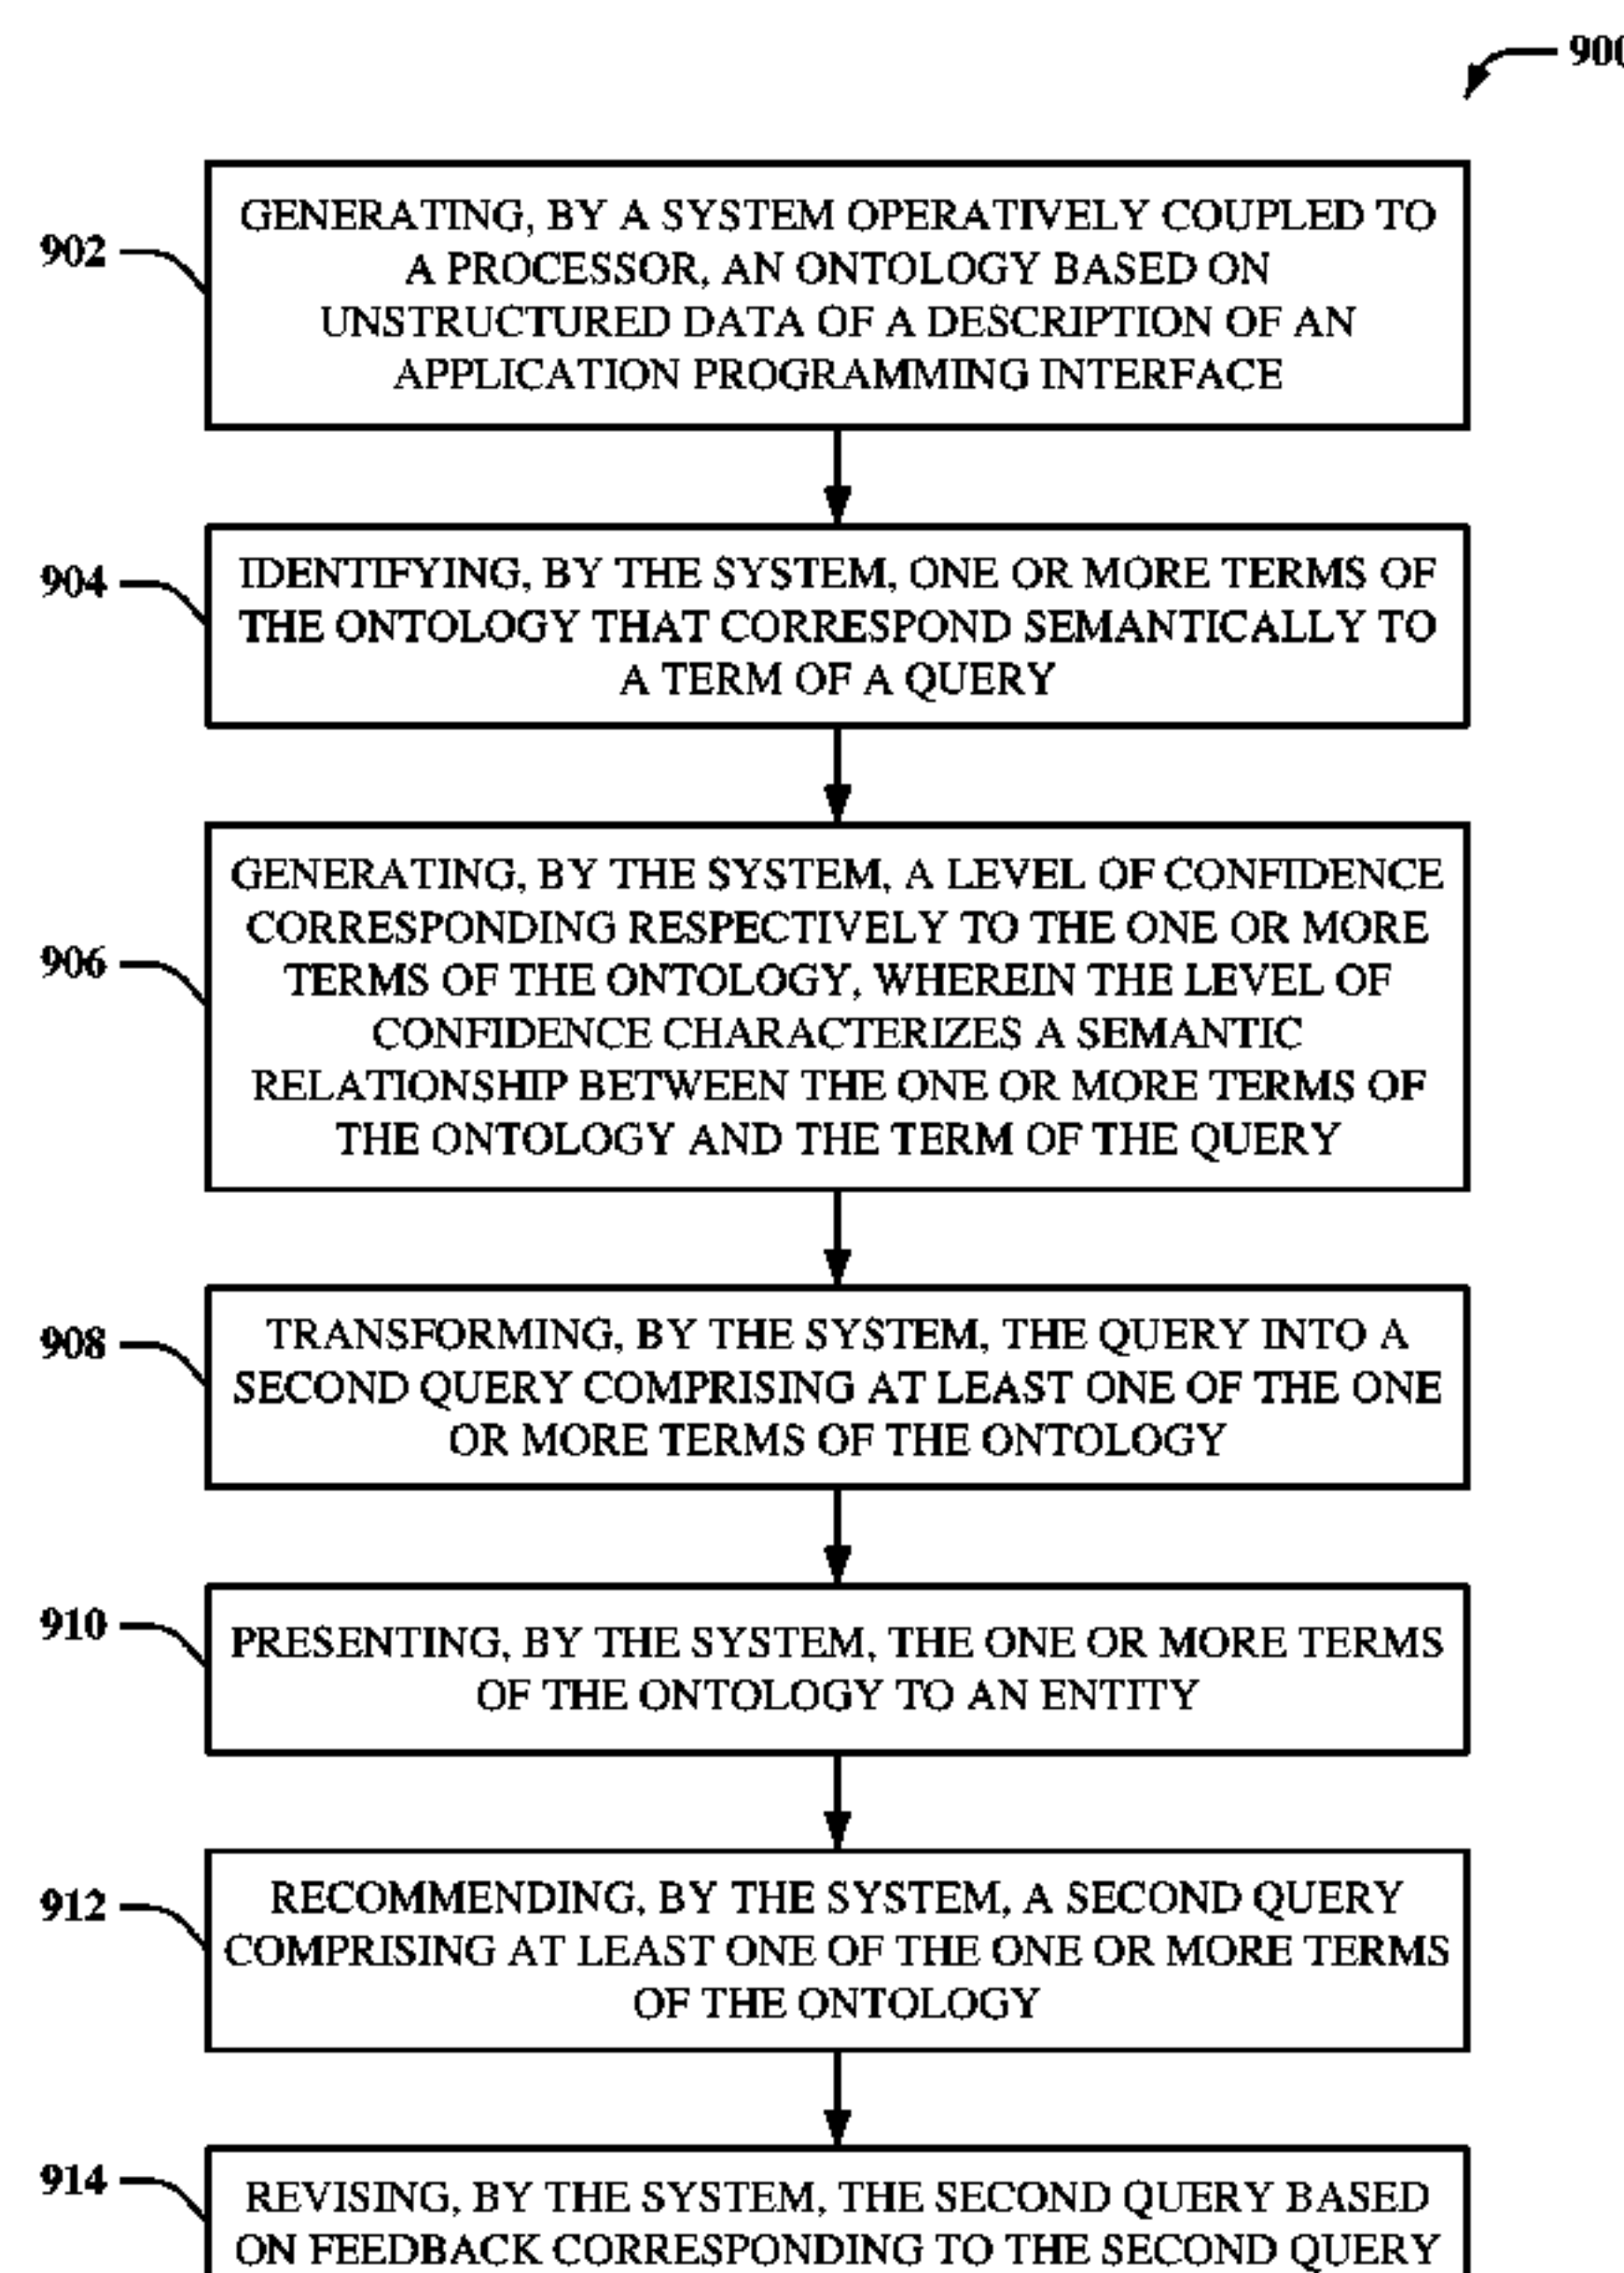 900
902
GENERATING, BY A SYSTEM OPERATIVELY COUPLED TO
A PROCESSOR, AN ONTOLOGY BASED ON
UNSTRUCTURED DATA OF A DESCRIPTION OF AN
APPLICATION PROGRAMMING INTERFACE
904
IDENTIFYING, BY THE SYSTEM, ONE OR MORE TERMS OF
THE ONTOLOGY THAT CORRESPOND SEMANTICALLY TO
A TERM OF A QUERY
906
GENERATING, BY THE SYSTEM, A LEVEL OF CONFIDENCE
CORRESPONDING RESPECTIVELY TO THE ONE OR MORE
TERMS OF THE ONTOLOGY, WHEREIN THE LEVEL OF
CONFIDENCE CHARACTERIZES A SEMANTIC
RELATIONSHIP BETWEEN THE ONE OR MORE TERMS OF
THE ONTOLOGY AND THE TERM OF THE QUERY
908
TRANSFORMING, BY THE SYSTEM, THE QUERY INTO A
SECOND QUERY COMPRISING AT LEAST ONE OF THE ONE
OR MORE TERMS OF THE ONTOLOGY
910
PRESENTING, BY THE SYSTEM, THE ONE OR MORE TERMS
OF THE ONTOLOGY TO AN ENTITY
912
RECOMMENDING, BY THE SYSTEM, A SECOND QUERY
COMPRISING AT LEAST ONE OF THE ONE OR MORE TERMS
OF THE ONTOLOGY
914
REVISING, BY THE SYSTEM, THE SECOND QUERY BASED
ON FEEDBACK CORRESPONDING TO THE SECOND QUERY